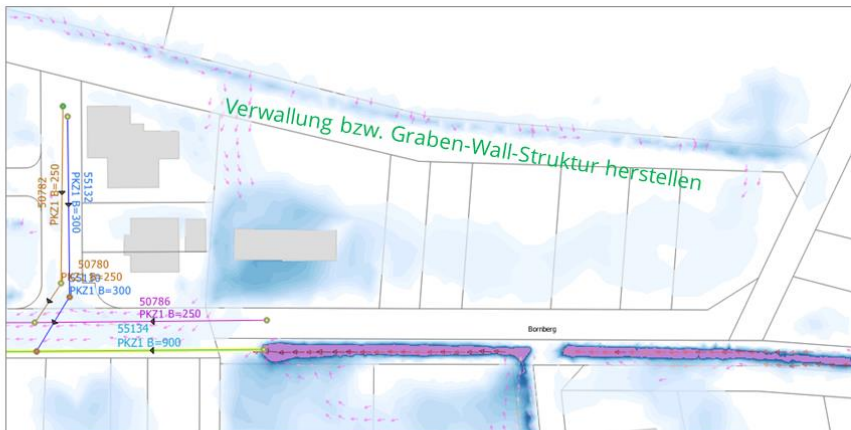 Verwallung bzw. Graben-Wall-Struktur herstellen
50782
PKZ1 B=250
55132
PKZ1 B=300
50780
PKZ1 B=250
PKZ1 B=300
50786
PKZ1 B=250
55134
PKZ1 B=900
Bornberg